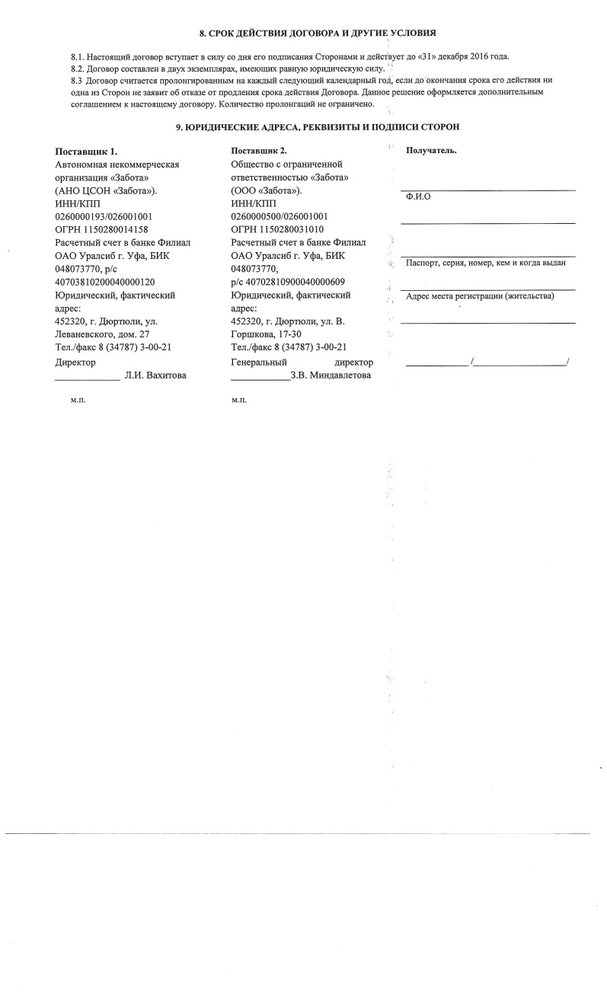 8. СРОК ДЕЙСТВИЯ ДОГОВОРА И ДРУГИЕ УСЛОВИЯ
8.1. Настоящий договор вступает в силу со дня его подписания Сторонами и действует до «31» декабря 2016 года.
8.2. Договор составлен в двух экземплярах, имеющих равную юридическую силу.
8.3 Договор считается пролонгированным на каждый следующий календарный год, если до окончания срока его действия ни
одна из Сторон не заявит об отказе от продления срока действия Договора. Данное решение оформляется дополнительным
соглашением к настоящему договору. Количество пролонгаций не ограничено.
9. ЮРИДИЧЕСКИЕ АДРЕСА, РЕКВИЗИТЫ И ПОДПИСИ СТОРОН
Поставщик 1.
Автономная некоммерческая
организация «Забота»
(АНО ЦСОН «Забота»).
ИНН/КПП
0260000193/026001001
ОГРН 1150280014158
Расчетный счет в банке Филиал
ОАО Уралсиб г. Уфа, БИК
048073770, р/с
40703810200040000120
Юридический, фактический
адрес:
452320, г. Дюртюли, ул.
Леваневского, дом. 27
Тел./факс 8 (34787) 3-00-21
Директор
______________ Л.И. Вахитова
м.п.
Поставщик 2.
Общество с ограниченной
ответственностью «Забота»
(ООО «Забота»).
ИНН/КПП
0260000500/026001001
ОГРН 1150280031010
Расчетный счет в банке Филиал
ОАО Уралсиб г. Уфа, БИК
048073770,
р/с 40702810900040000609
Юридический, фактический
адрес:
452320, г. Дюртюли, ул. В.
Горшкова, 17-30
Тел./факс 8 (34787) 3-00-21
Генеральный директор
_____________З.В. Миндавлетова
м.п.
Получатель.
Ф.И.О
Паспорт, серия, номер, кем и когда выдан
Адрес места регистрации (жительства)
______________/____________________/